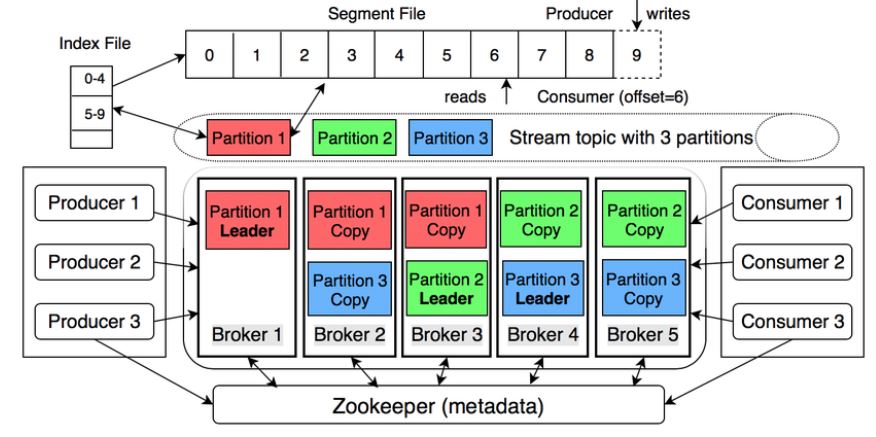 Segment File
Producer
writes
Index File
0 1 2 3 4 5 6 7 8 9
0-4
5-9
reads
Consumer (offset=6)
Partition 1
Partition 2
Partition 3
Stream topic with 3 partitions
Producer 1
Producer 2
Producer 3
Partition 1
Leader
Broker 1
Partition 1
Copy
Partition 3
Copy
Broker 2
Partition 1
Copy
Partition 2
Leader
Broker 3
Partition 2
Copy
Partition 3
Leader
Broker 4
Partition 2
Copy
Partition 3
Copy
Broker 5
Consumer 1
Consumer 2
Consumer 3
Zookeeper (metadata)